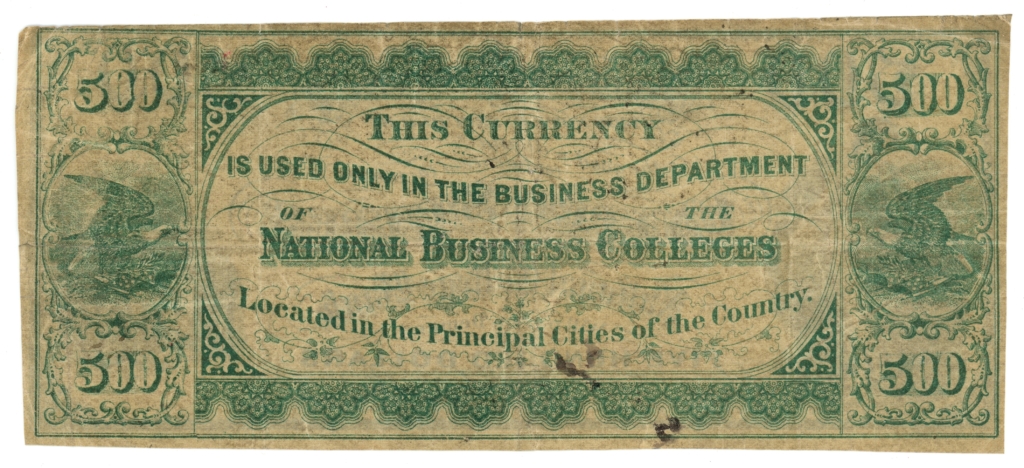 500
500
THIS CURRENCY
IS USED ONLY IN THE BUSINESS DEPARTMENT
OF THE
NATIONAL BUSINESS COLLEGES
Located in the Principal Cities of the Country.
500
500